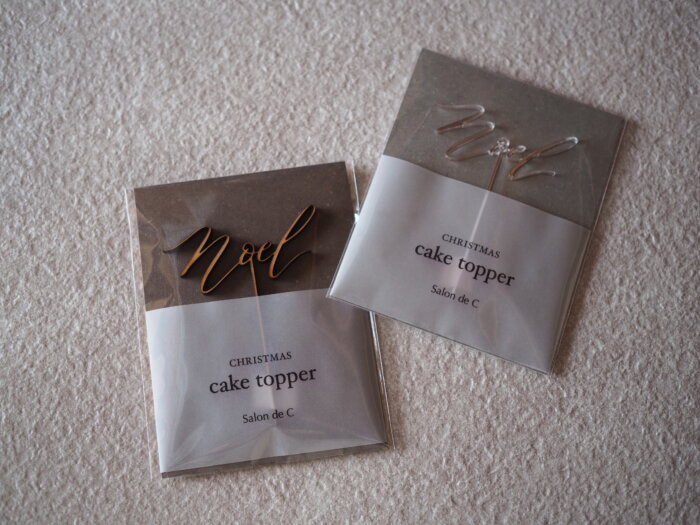 Noel
CHRISTMAS
cake topper
Salon de C
Noel
CHRISTMAS
cake topper
Salon de C